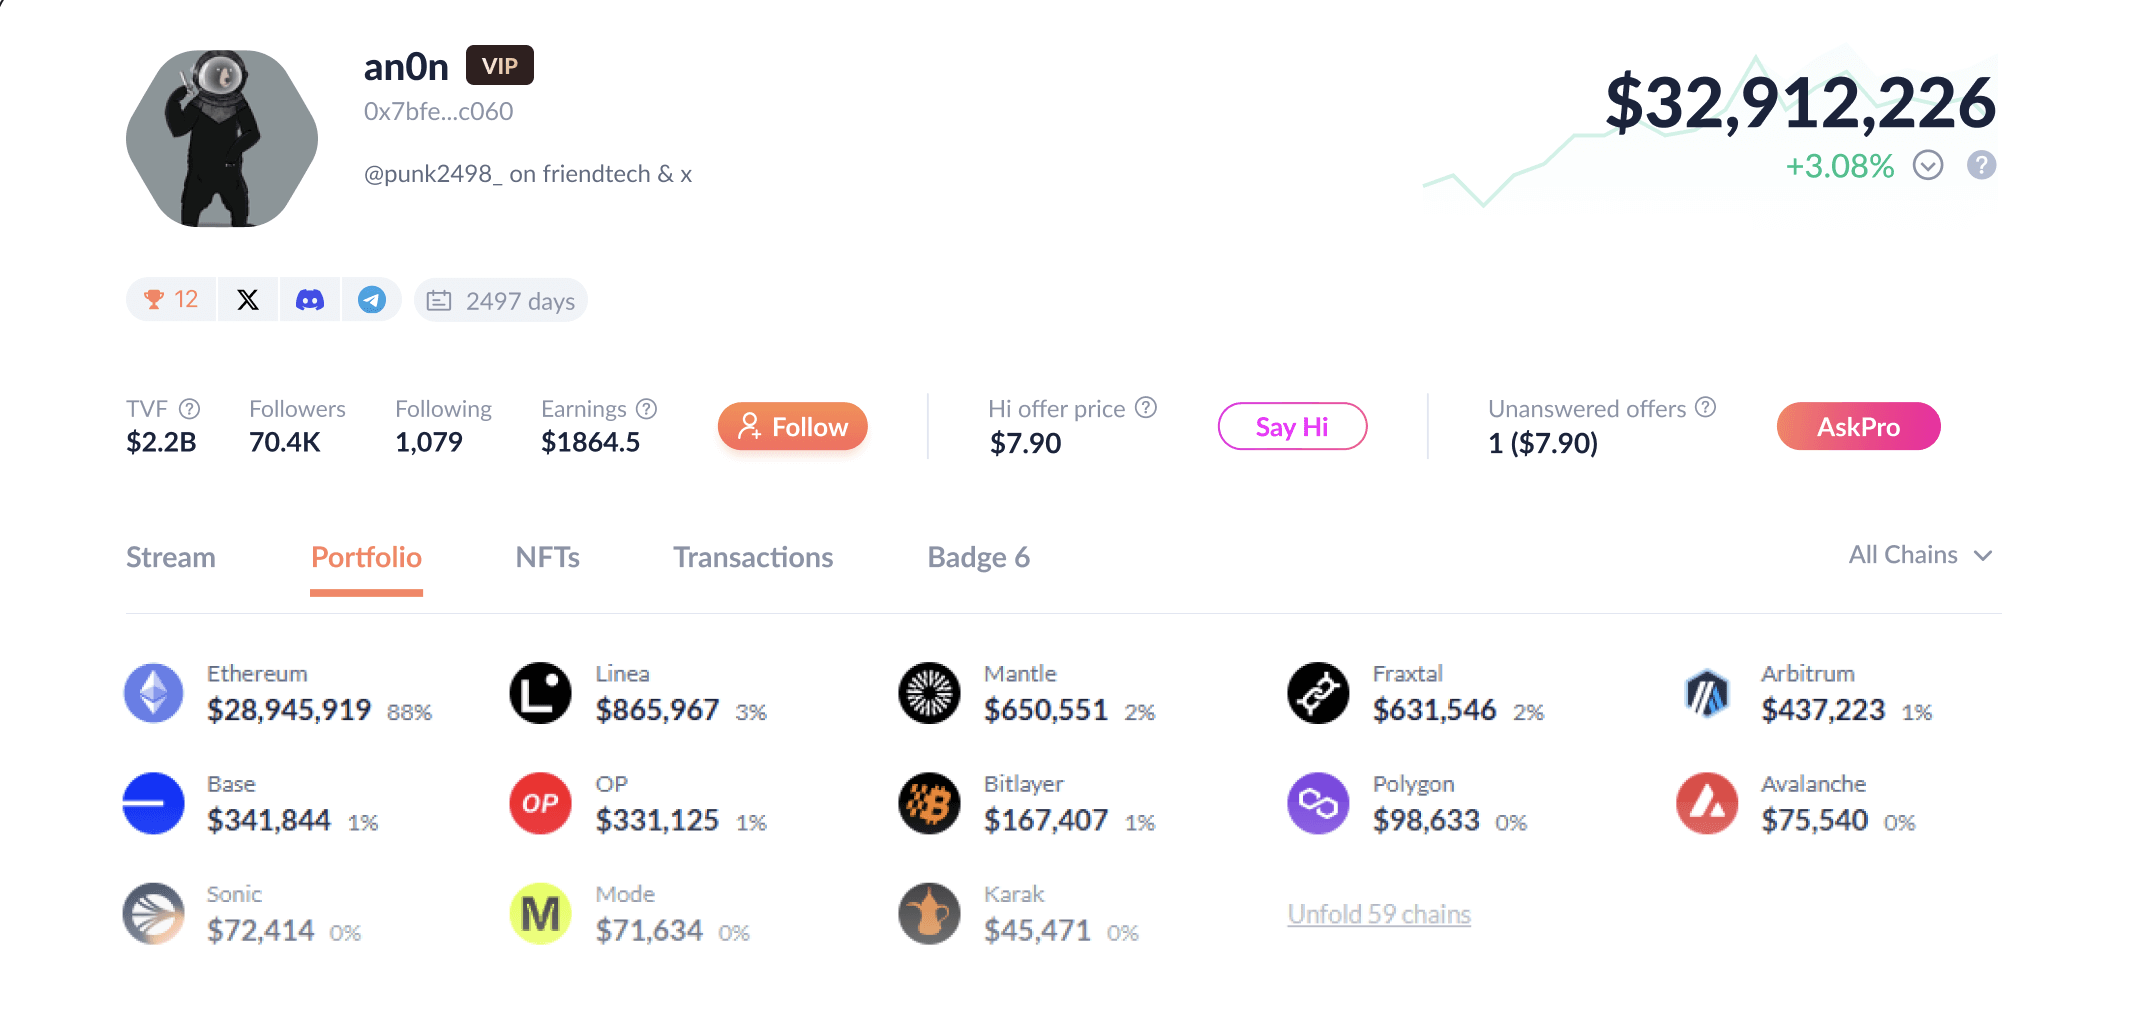 an0n VIP
0x7bfe...c060
@punk2498_ on friendtech & x
$32,912,226
+3.08% ?
12 2497 days
TVF ? Followers Following Earnings ? Follow Hi offer price ? Say Hi Unanswered offers ? AskPro
$2.2B 70.4K 1,079 $1864.5 $7.90 1 ($7.90)
Stream Portfolio NFTs Transactions Badge 6 All Chains
Ethereum Linea Mantle Fraxtal Arbitrum
$28,945,919 88% $865,967 3% $650,551 2% $631,546 2% $437,223 1%
Base OP Bitlayer Polygon Avalanche
OP
$341,844 1% $331,125 1% $167,407 1% $98,633 0% $75,540 0%
Sonic Mode Karak
M
$72,414 0% $71,634 0% $45,471 0%
Unfold 59 chains